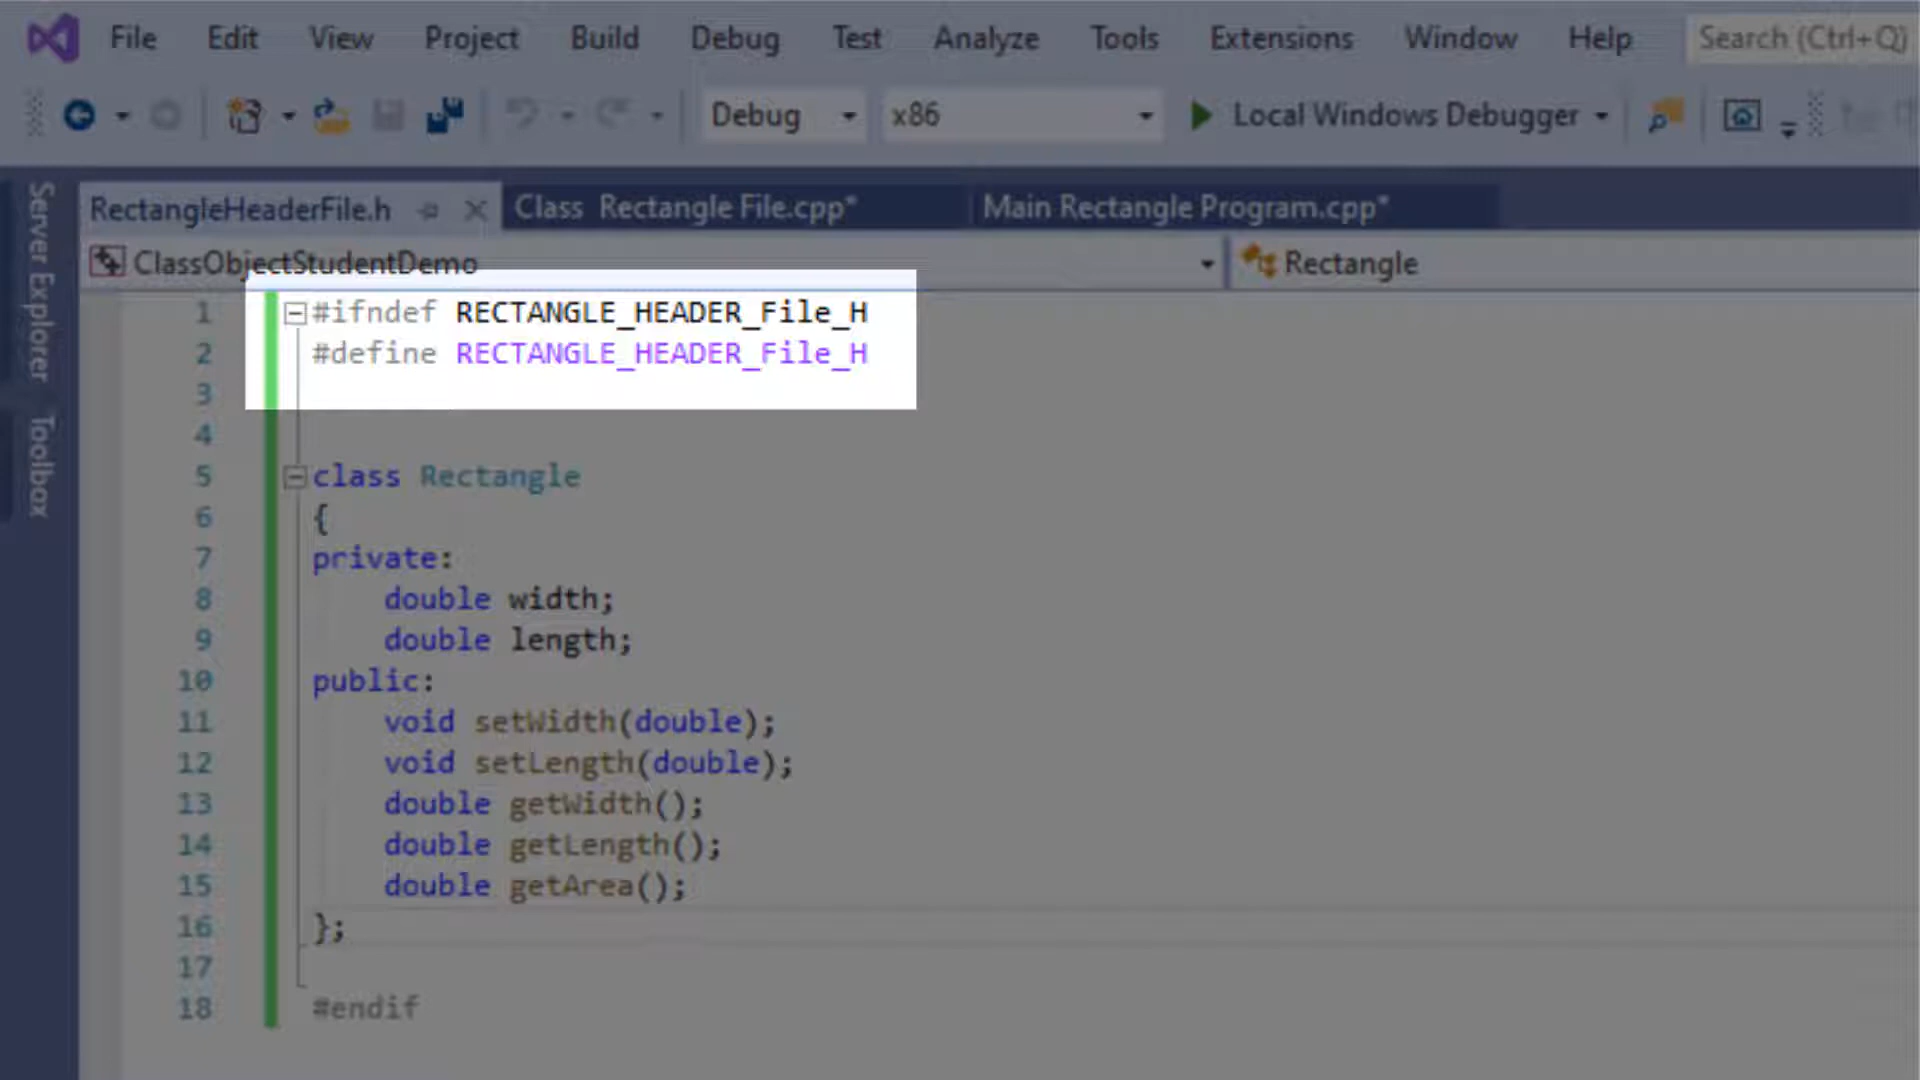 File Edit View Project Build Debug Test Analyze Tools Extensions Window Help Search (Ctrl+Q)
Debug x86 Local Windows Debugger
Server Explorer
Toolbox
RectangleHeaderFile.h Class Rectangle File.cpp* Main Rectangle Program.cpp*
ClassObjectStudentDemo Rectangle
1 #ifndef RECTANGLE_HEADER_File_H
2 #define RECTANGLE_HEADER_File_H
3
4
5 class Rectangle
6 {
7 private:
8 double width;
9 double length;
10 public:
11 void setWidth(double);
12 void setLength(double);
13 double getWidth();
14 double getLength();
15 double getArea();
16 };
17
18 #endif